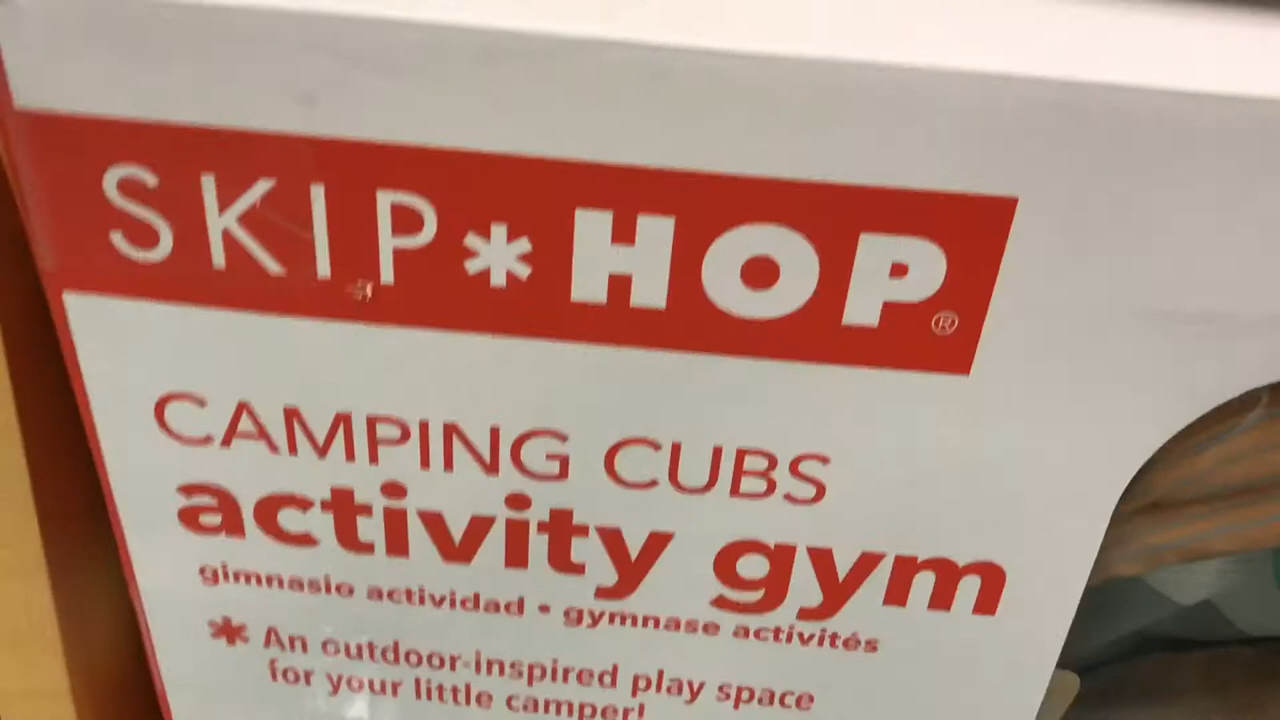 SKIP*HOP®
CAMPING CUBS
activity gym
gimnasio actividad • gymnase activités
* An outdoor-inspired play space
for your little camper!